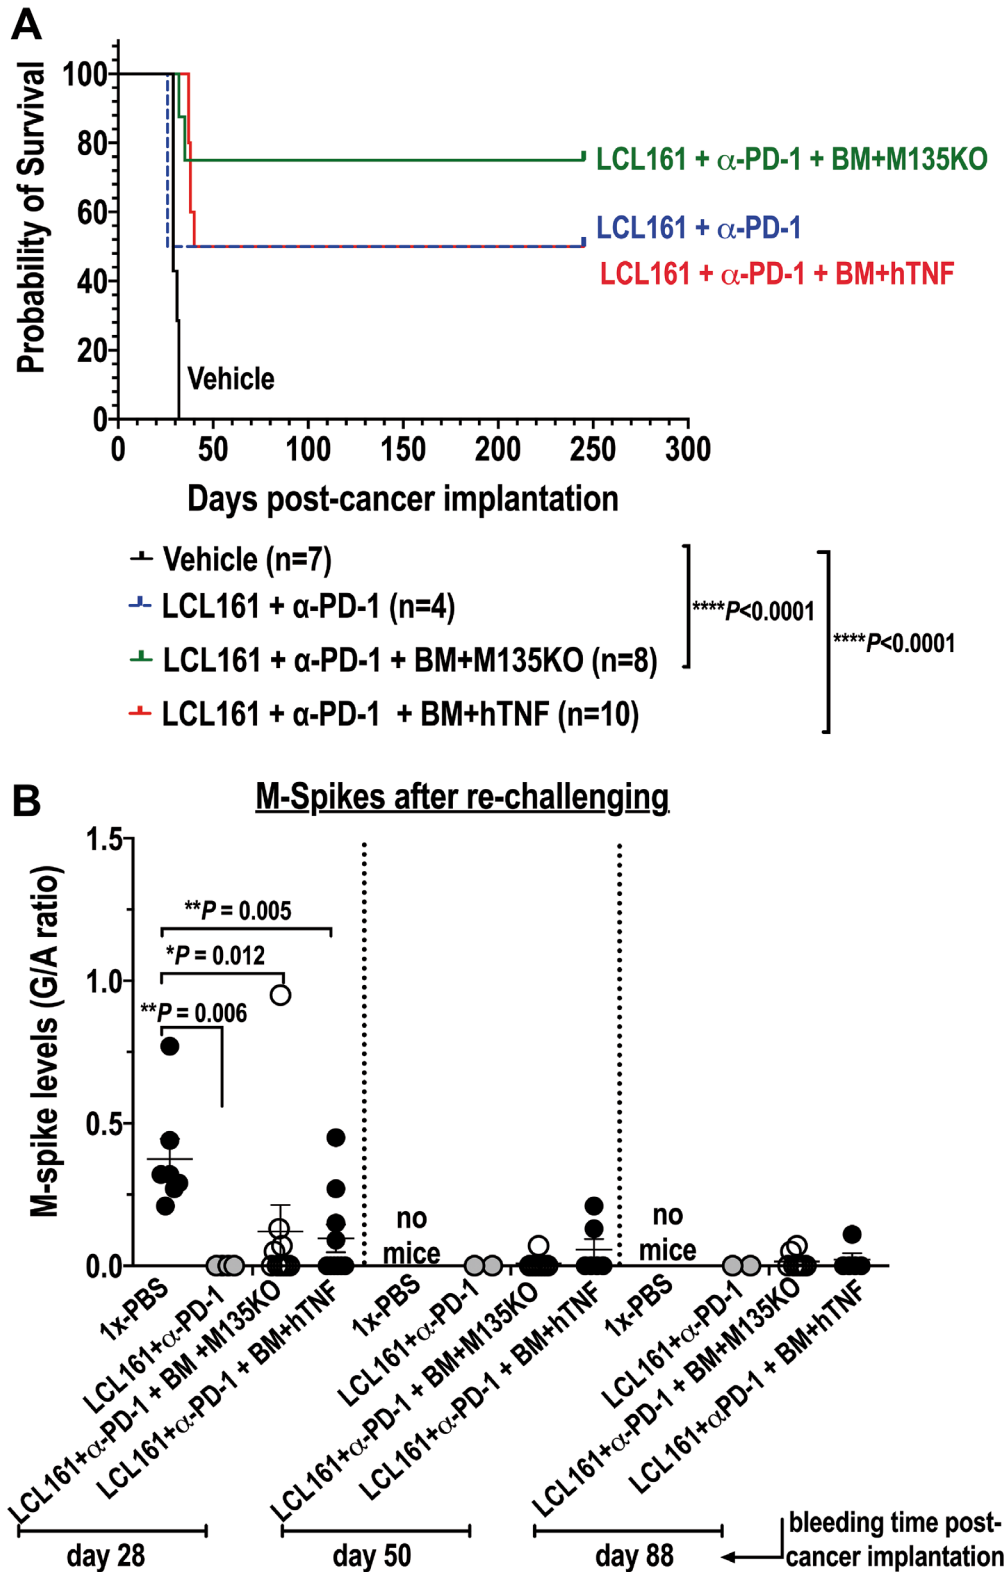 A
Probability of Survival
100
80
60
40
20
0
0 50 100 150 200 250 300
Days post-cancer implantation
LCL161 + α-PD-1 + BM+M135KO
LCL161 + α-PD-1
LCL161 + α-PD-1 + BM+hTNF
Vehicle
Vehicle (n=7)
LCL161 + α-PD-1 (n=4)
LCL161 + α-PD-1 + BM+M135KO (n=8)
LCL161 + α-PD-1 + BM+hTNF (n=10)
****P<0.0001
****P<0.0001
B
M-Spikes after re-challenging
M-spike levels (G/A ratio)
1.5
1.0
0.5
0.0
**P = 0.005
*P = 0.012
**P = 0.006
no
mice
no
mice
1x-PBS
LCL161+α-PD-1
LCL161+α-PD-1 + BM +M135KO
LCL161+α-PD-1 + BM+hTNF
1x-PBS
LCL161+α-PD-1
LCL161+α-PD-1 + BM+M135KO
LCL161+α-PD-1 + BM+hTNF
1x-PBS
LCL161+α-PD-1
LCL161+α-PD-1 + BM+M135KO
LCL161+αPD-1 + BM+hTNF
day 28
day 50
day 88
bleeding time post-
cancer implantation